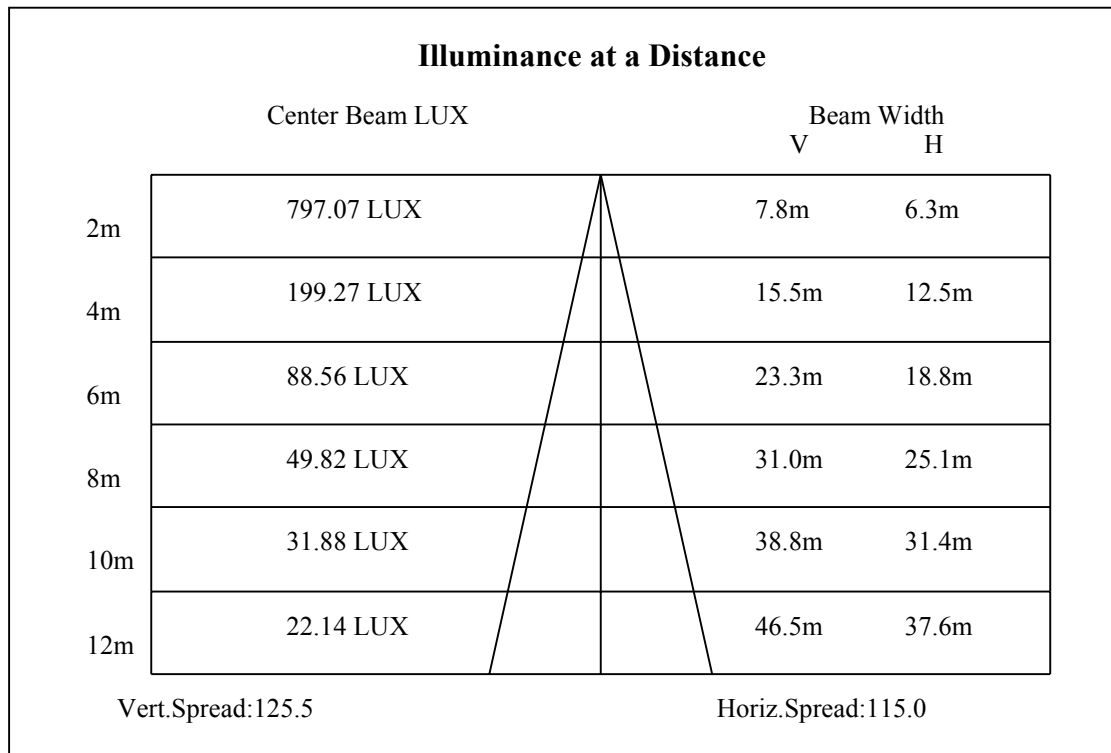 Illuminance at a Distance
Center Beam LUX Beam Width
V H
2m 797.07 LUX 7.8m 6.3m
4m 199.27 LUX 15.5m 12.5m
6m 88.56 LUX 23.3m 18.8m
8m 49.82 LUX 31.0m 25.1m
10m 31.88 LUX 38.8m 31.4m
12m 22.14 LUX 46.5m 37.6m
Vert.Spread:125.5 Horiz.Spread:115.0